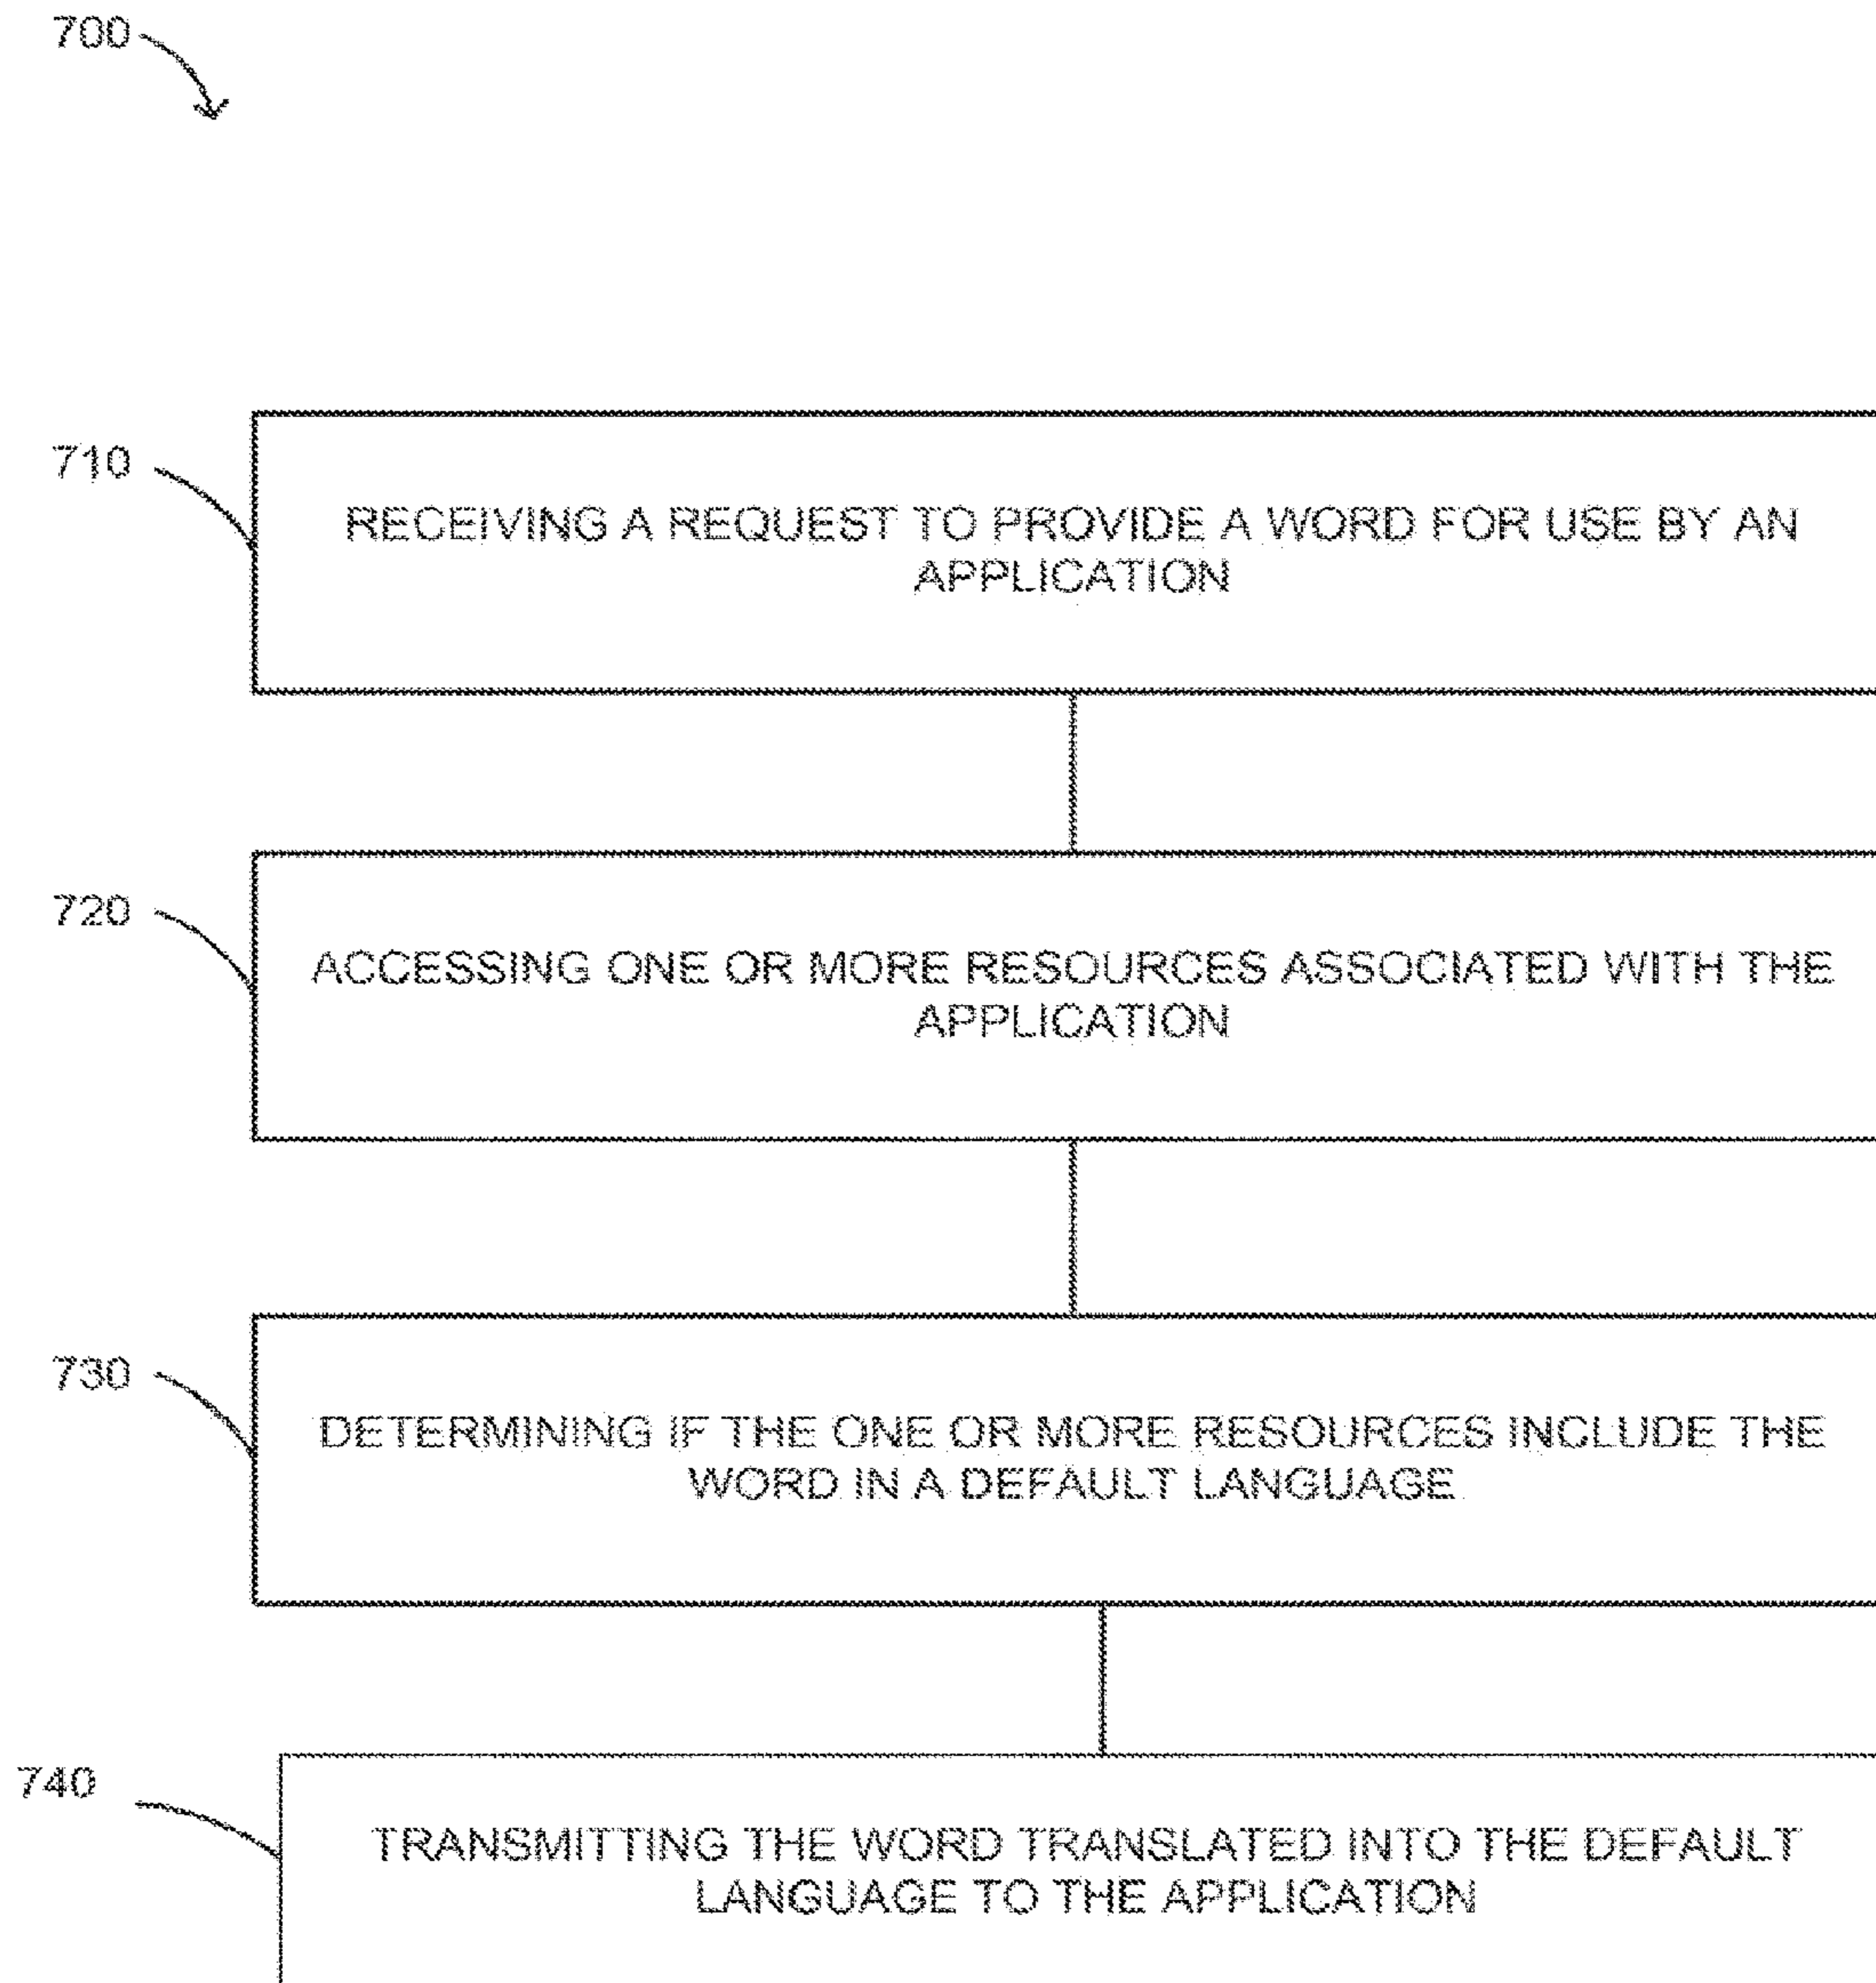 700
710
RECEIVING A REQUEST TO PROVIDE A WORD FOR USE BY AN
APPLICATION
720
ACCESSING ONE OR MORE RESOURCES ASSOCIATED WITH THE
APPLICATION
730
DETERMINING IF THE ONE OR MORE RESOURCES INCLUDE THE
WORD IN A DEFAULT LANGUAGE
740
TRANSMITTING THE WORD TRANSLATED INTO THE DEFAULT
LANGUAGE TO THE APPLICATION